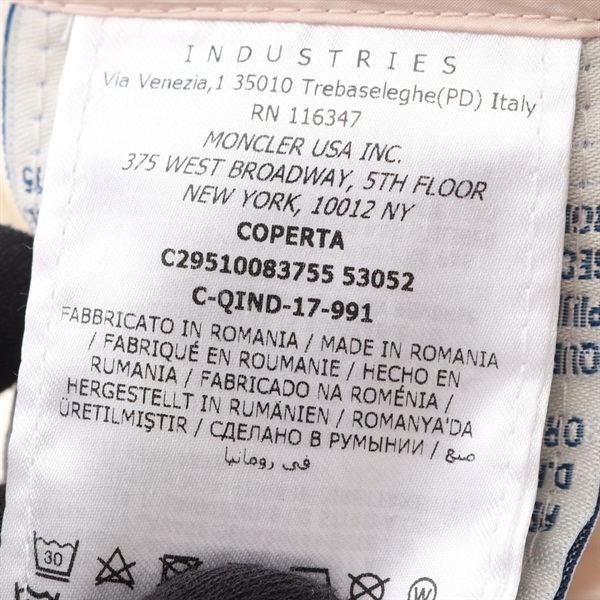 INDUSTRIES
Via Venezia,1 35010 Trebaseleghe(PD) Italy
RN 116347
MONCLER USA INC.
375 WEST BROADWAY, 5TH FLOOR
NEW YORK, 10012 NY
COPERTA
C29510083755 53052
C-QIND-17-991
FABBRICATO IN ROMANIA / MADE IN ROMANIA
/ FABRIQUÉ EN ROUMANIE / HECHO EN
RUMANIA / FABRICADO NA ROMÉNIA /
HERGESTELLT IN RUMÄNIEN / ROMANYA'DA
ÜRETILMIŞTIR / СДЕЛАНО В РУМЫНИИ / صنع
في رومانيا
30
W